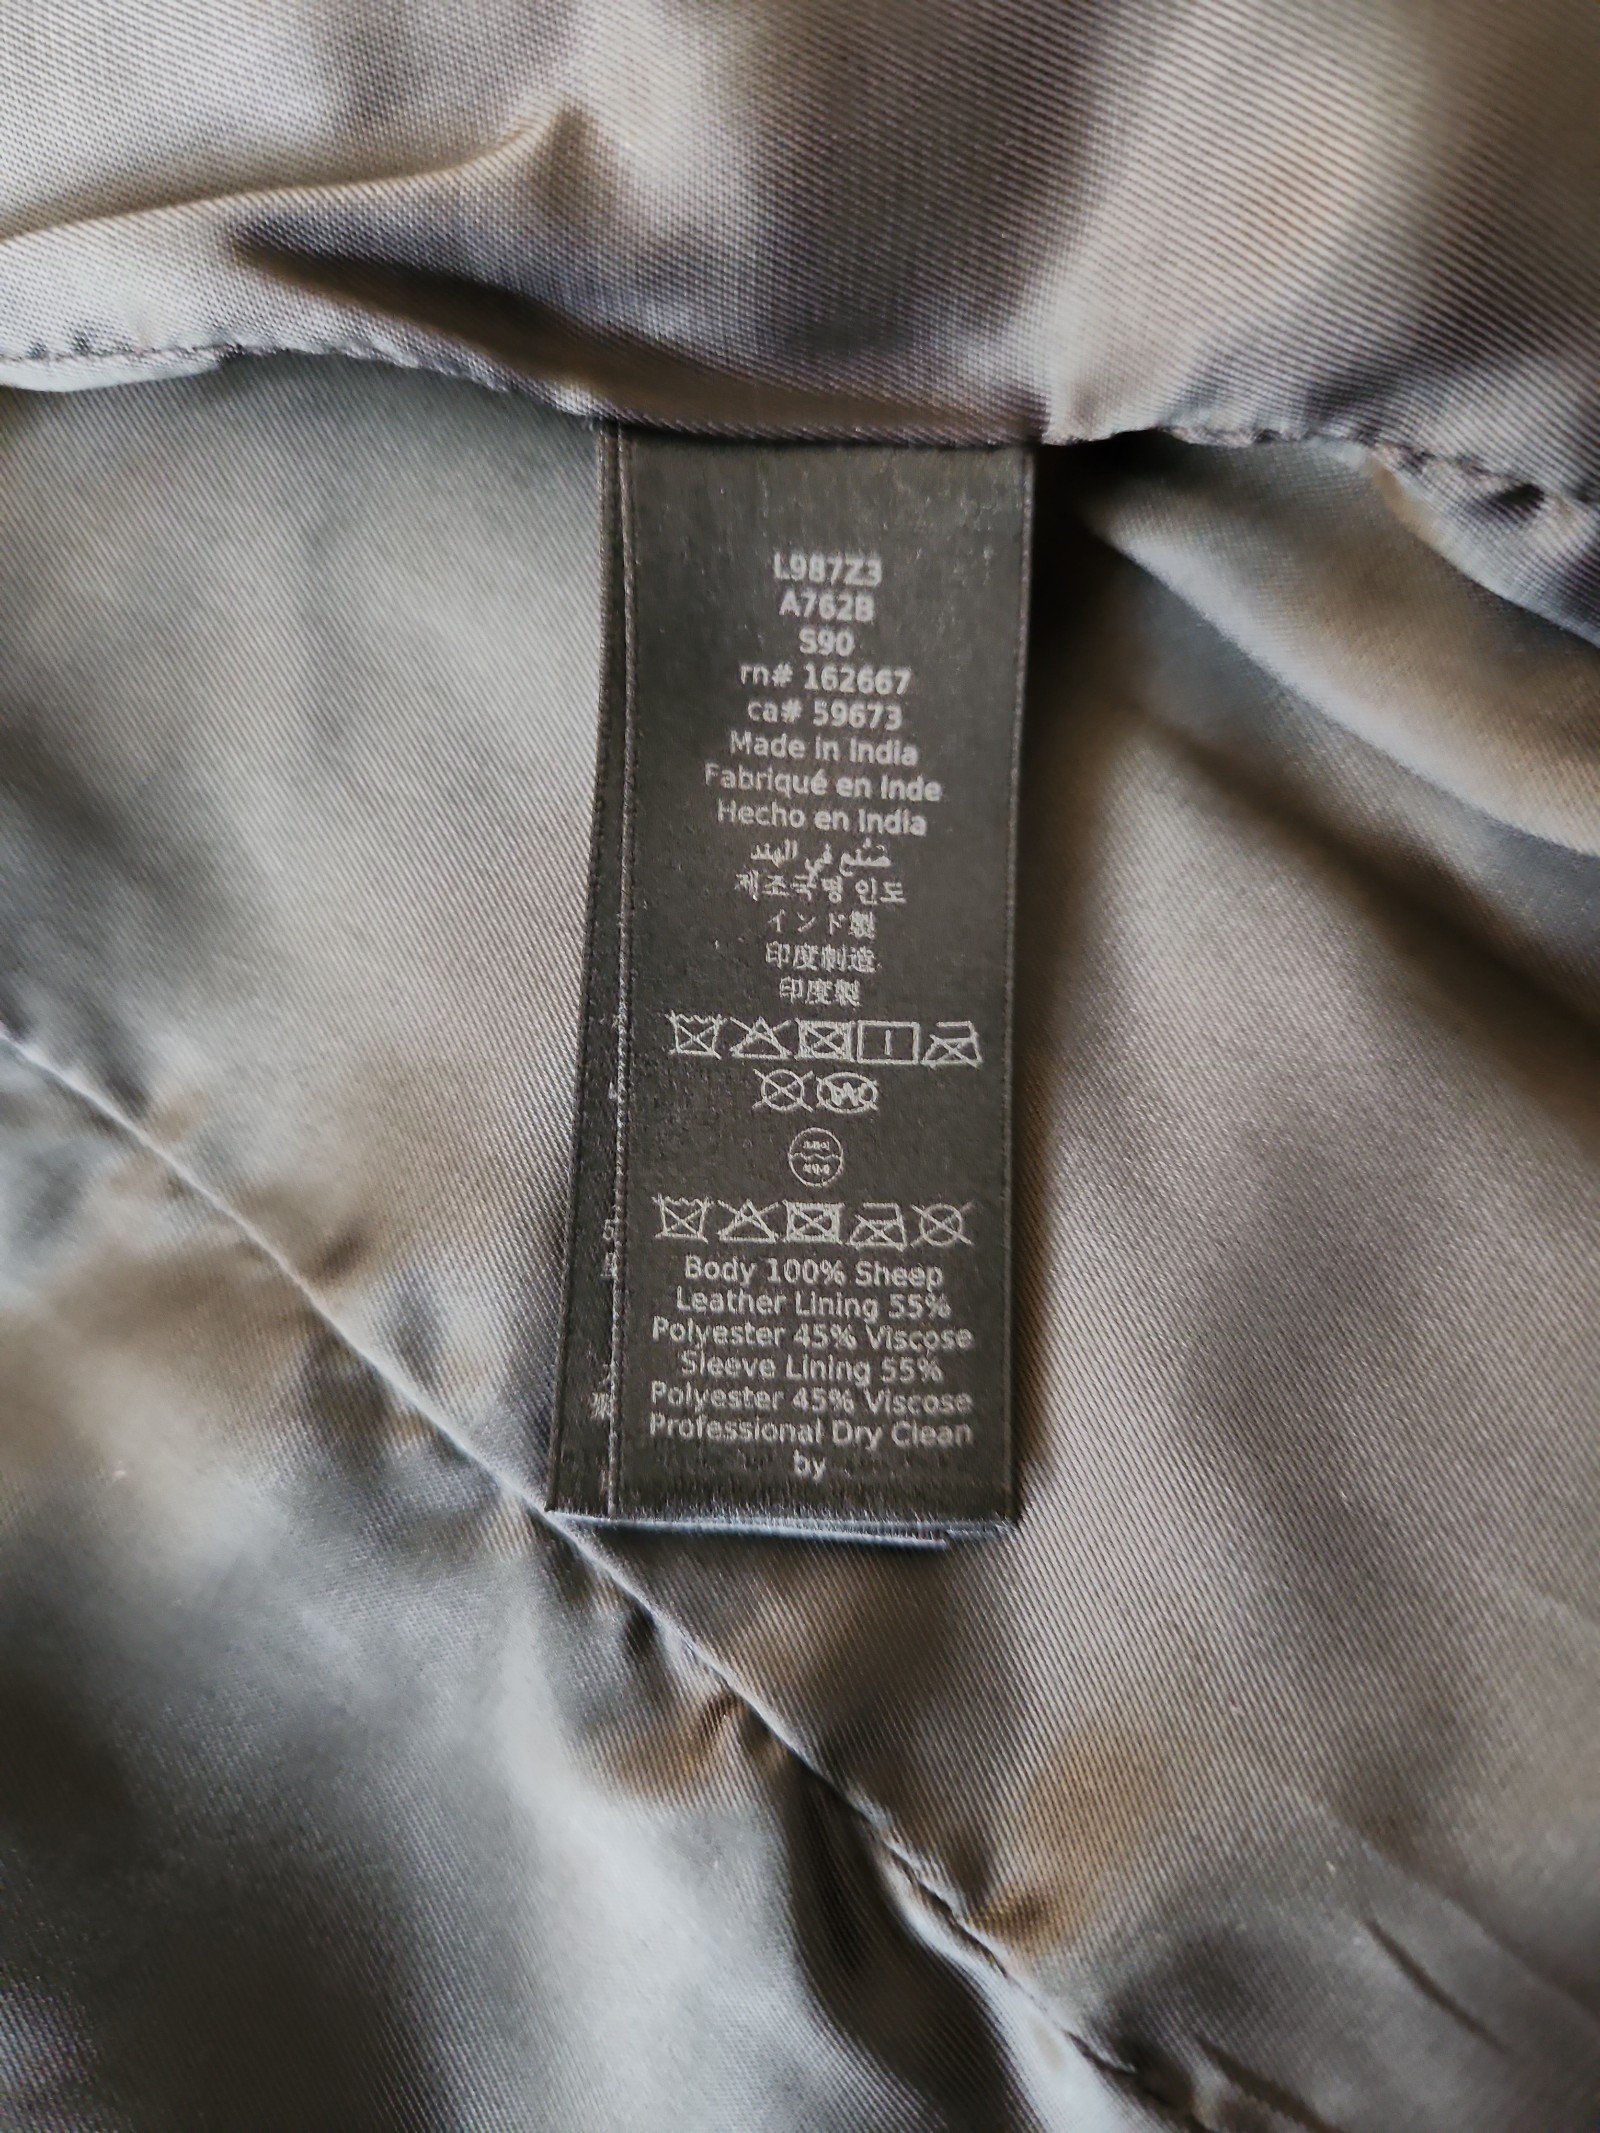 L987Z3
A762B
S90
rn# 162667
ca# 59673
Made in India
Fabriqué en Inde
Hecho en India
صُنع في الهند
제조국명 인도
インド製
印度制造
印度製
W
Body 100% Sheep
Leather Lining 55%
Polyester 45% Viscose
Sleeve Lining 55%
Polyester 45% Viscose
Professional Dry Clean
by